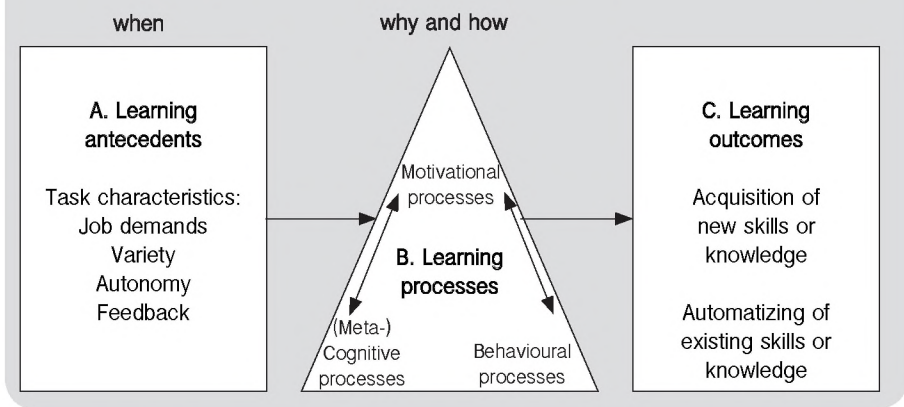 when
why and how
A. Learning
antecedents
Task characteristics:
Job demands
Variety
Autonomy
Feedback
Motivational
processes
B. Learning
processes
(Meta-)
Cognitive
processes
Behavioural
processes
C. Learning
outcomes
Acquisition of
new skills or
knowledge
Automatizing of
existing skills or
knowledge